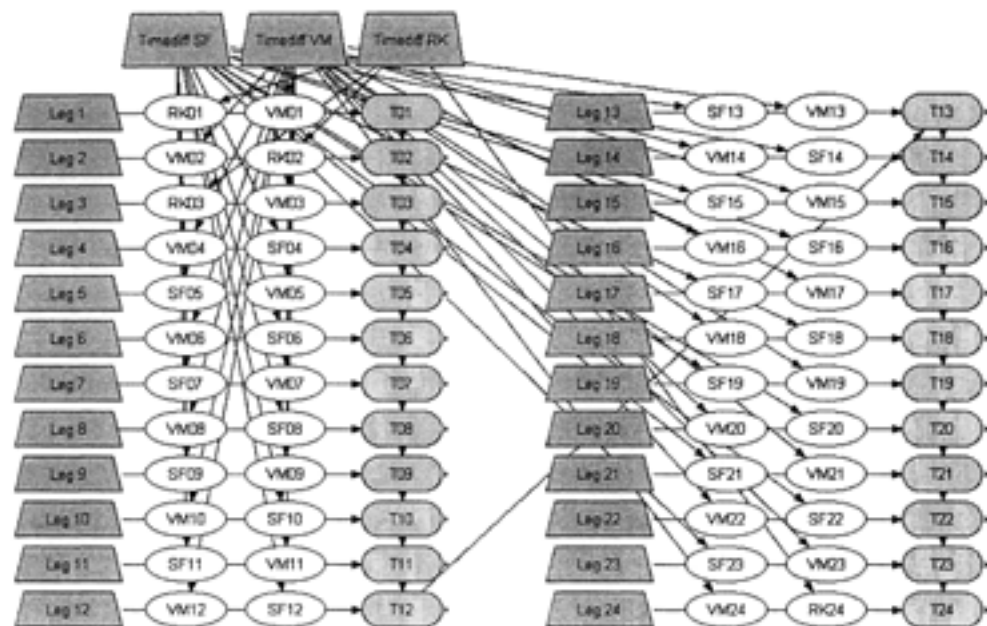 Timediff SF Timediff VM Timediff RK
Leg 1 RK01 VM01 T01 Leg 13 SF13 VM13 T13
Leg 2 VM02 RK02 T02 Leg 14 VM14 SF14 T14
Leg 3 RK03 VM03 T03 Leg 15 SF15 VM15 T15
Leg 4 VM04 SF04 T04 Leg 16 VM16 SF16 T16
Leg 5 SF05 VM05 T05 Leg 17 SF17 VM17 T17
Leg 6 VM06 SF06 T06 Leg 18 VM18 SF18 T18
Leg 7 SF07 VM07 T07 Leg 19 SF19 VM19 T19
Leg 8 VM08 SF08 T08 Leg 20 VM20 SF20 T20
Leg 9 SF09 VM09 T09 Leg 21 SF21 VM21 T21
Leg 10 VM10 SF10 T10 Leg 22 VM22 SF22 T22
Leg 11 SF11 VM11 T11 Leg 23 SF23 VM23 T23
Leg 12 VM12 SF12 T12 Leg 24 VM24 RK24 T24